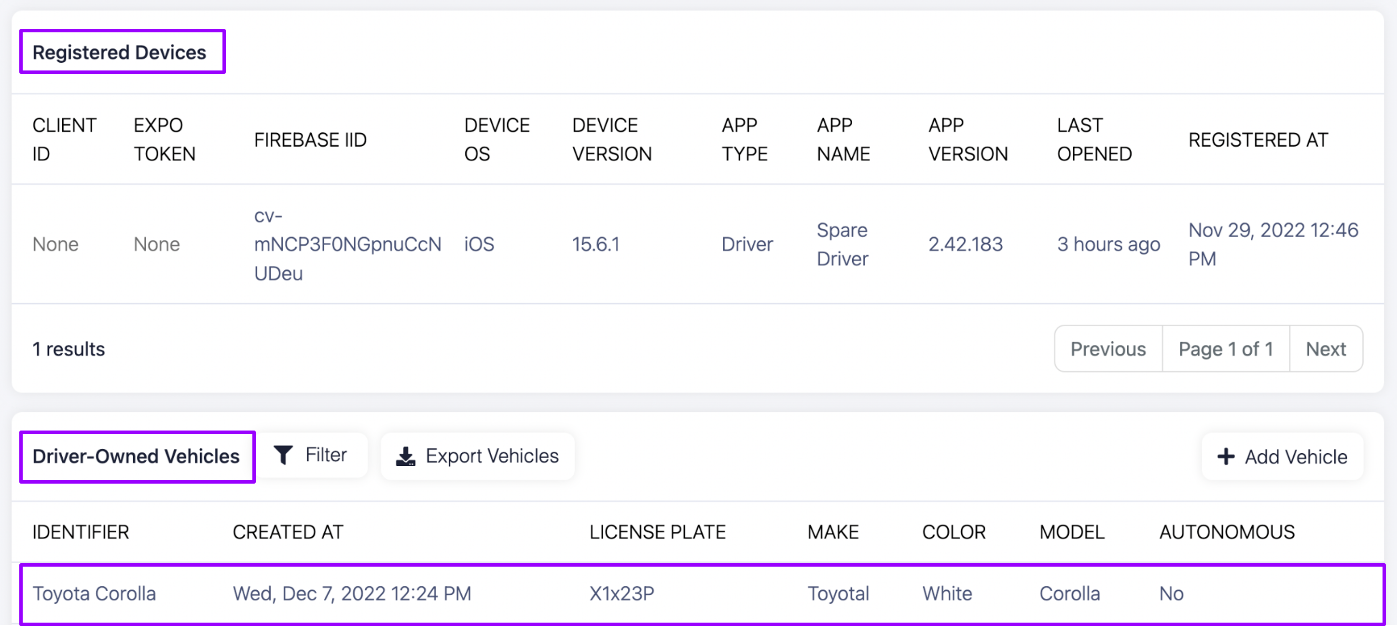 Registered Devices
CLIENT ID EXPO TOKEN FIREBASE IID DEVICE OS DEVICE VERSION APP TYPE APP NAME APP VERSION LAST OPENED REGISTERED AT
None None cv-mNCP3F0NGpnuCcNUDeu iOS 15.6.1 Driver Spare Driver 2.42.183 3 hours ago Nov 29, 2022 12:46 PM
1 results Previous Page 1 of 1 Next
Driver-Owned Vehicles Filter Export Vehicles Add Vehicle
IDENTIFIER CREATED AT LICENSE PLATE MAKE COLOR MODEL AUTONOMOUS
Toyota Corolla Wed, Dec 7, 2022 12:24 PM X1x23P Toyotal White Corolla No